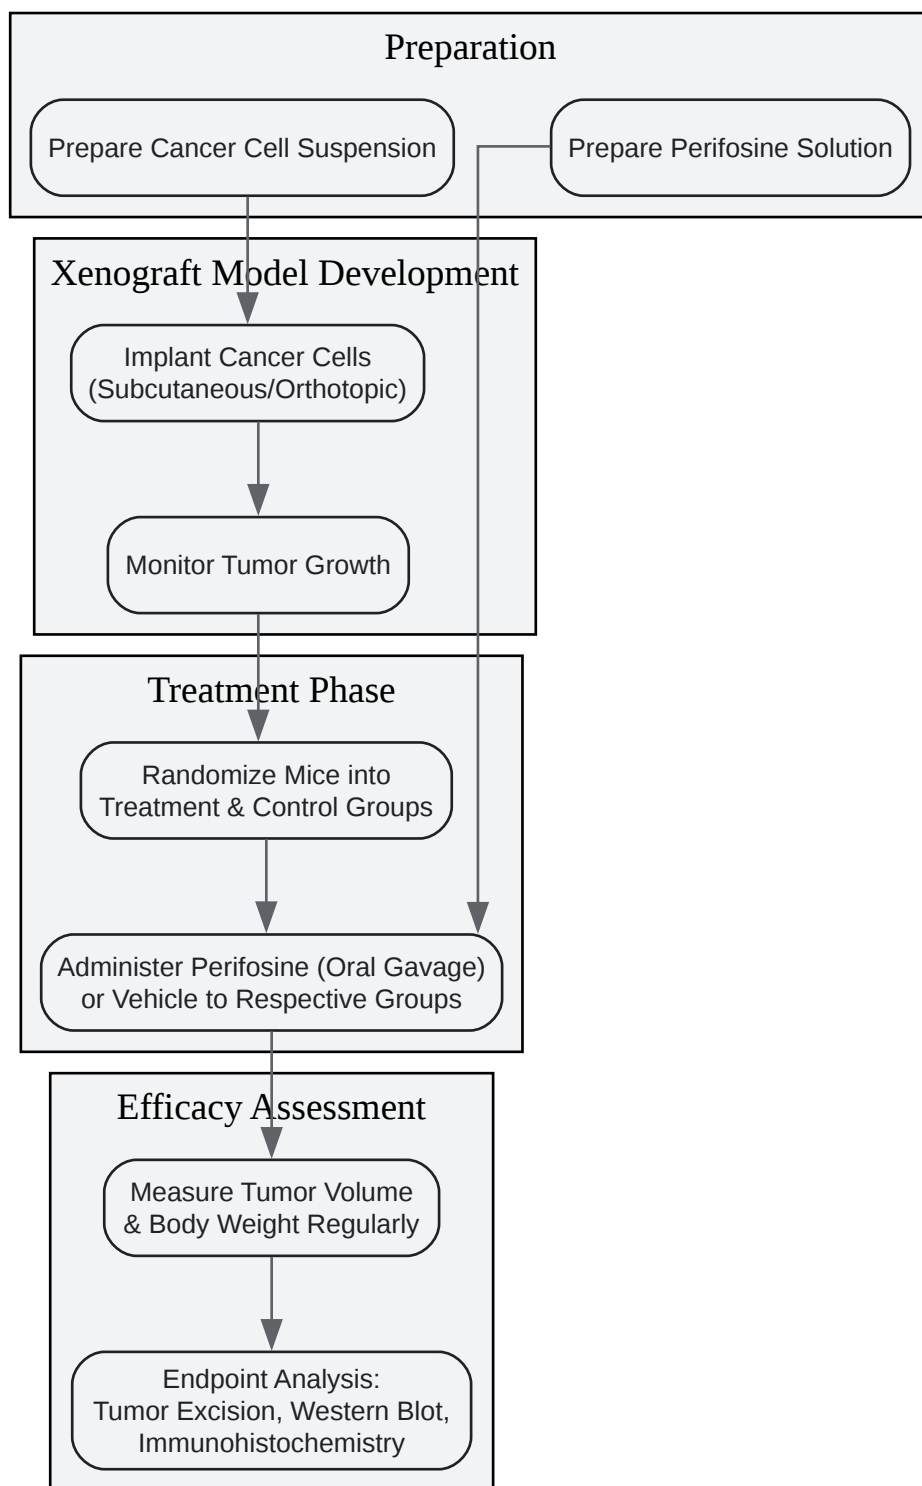 Preparation
Prepare Cancer Cell Suspension
Prepare Perifosine Solution
Xenograft Model Development
Implant Cancer Cells
(Subcutaneous/Orthotopic)
Monitor Tumor Growth
Treatment Phase
Randomize Mice into
Treatment & Control Groups
Administer Perifosine (Oral Gavage)
or Vehicle to Respective Groups
Efficacy Assessment
Measure Tumor Volume
& Body Weight Regularly
Endpoint Analysis:
Tumor Excision, Western Blot,
Immunohistochemistry